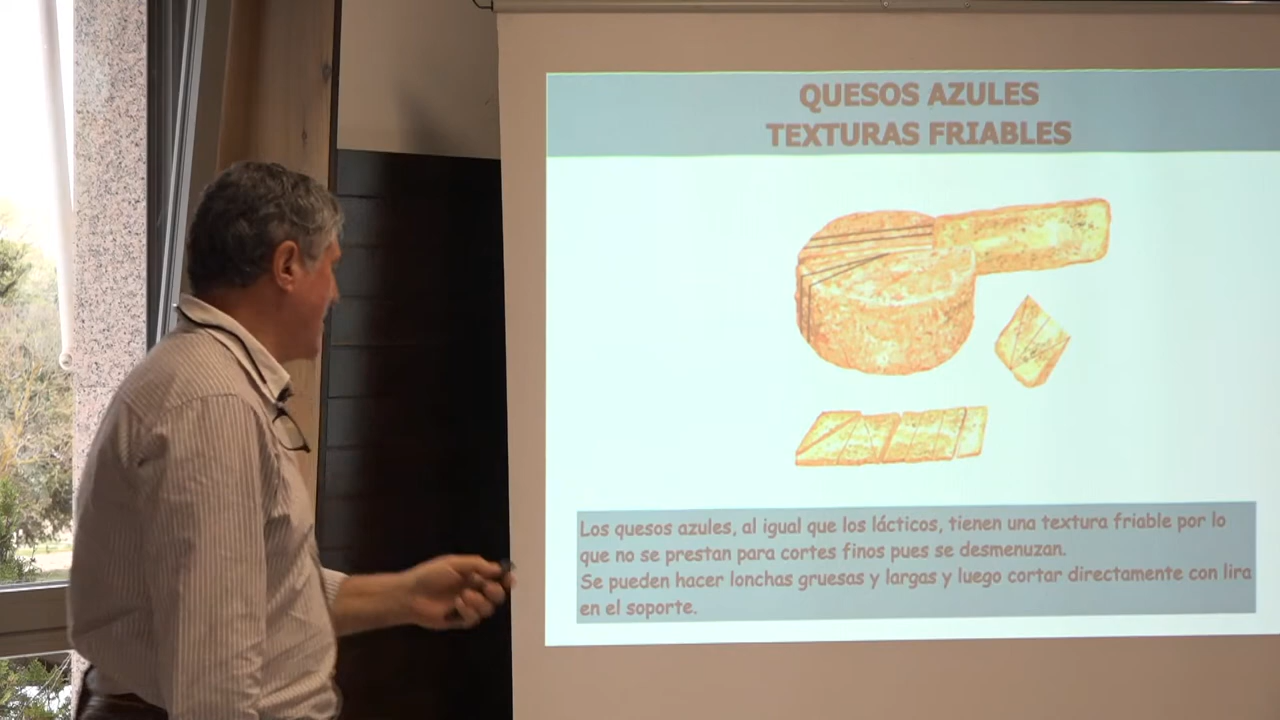 QUESOS AZULES
TEXTURAS FRIABLES
Los quesos azules, al igual que los lácticos, tienen una textura friable por lo
que no se prestan para cortes finos pues se desmenuzan.
Se pueden hacer lonchas gruesas y largas y luego cortar directamente con lira
en el soporte.